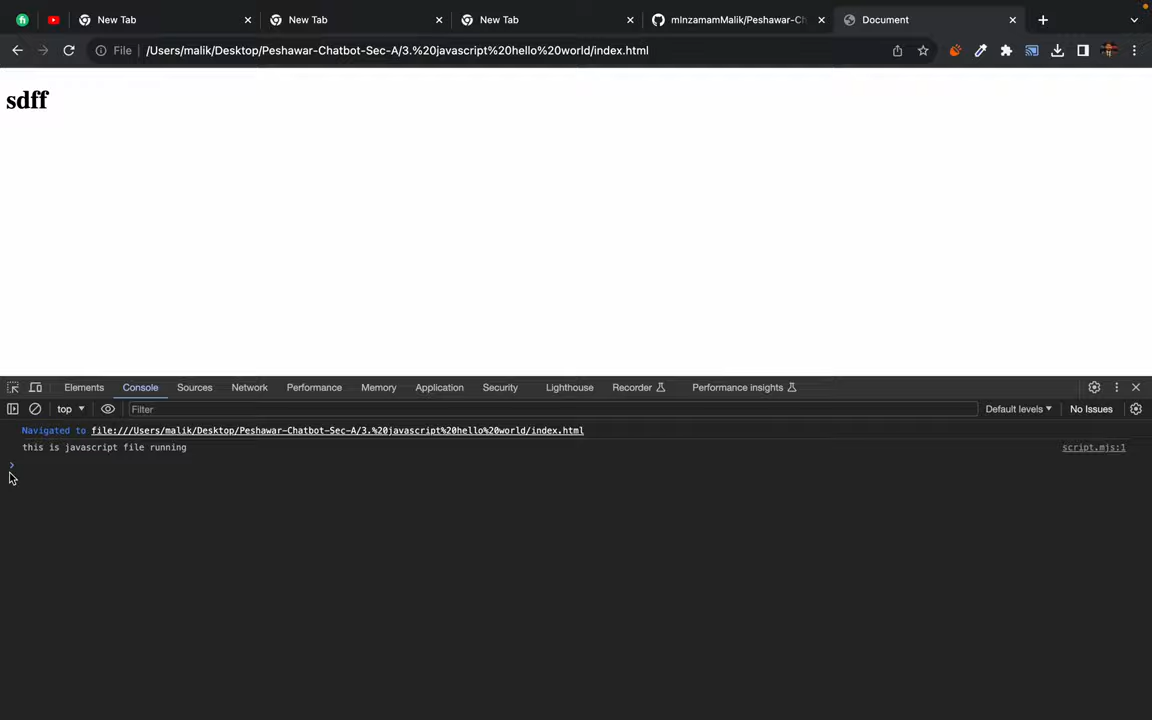 New Tab
New Tab
New Tab
mInzamamMalik/Peshawar-Ch
Document
File /Users/malik/Desktop/Peshawar-Chatbot-Sec-A/3.%20javascript%20hello%20world/index.html
sdff
Elements Console Sources Network Performance Memory Application Security Lighthouse Recorder Performance insights
top Filter Default levels No Issues
Navigated to file:///Users/malik/Desktop/Peshawar-Chatbot-Sec-A/3.%20javascript%20hello%20world/index.html
this is javascript file running script.mjs:1